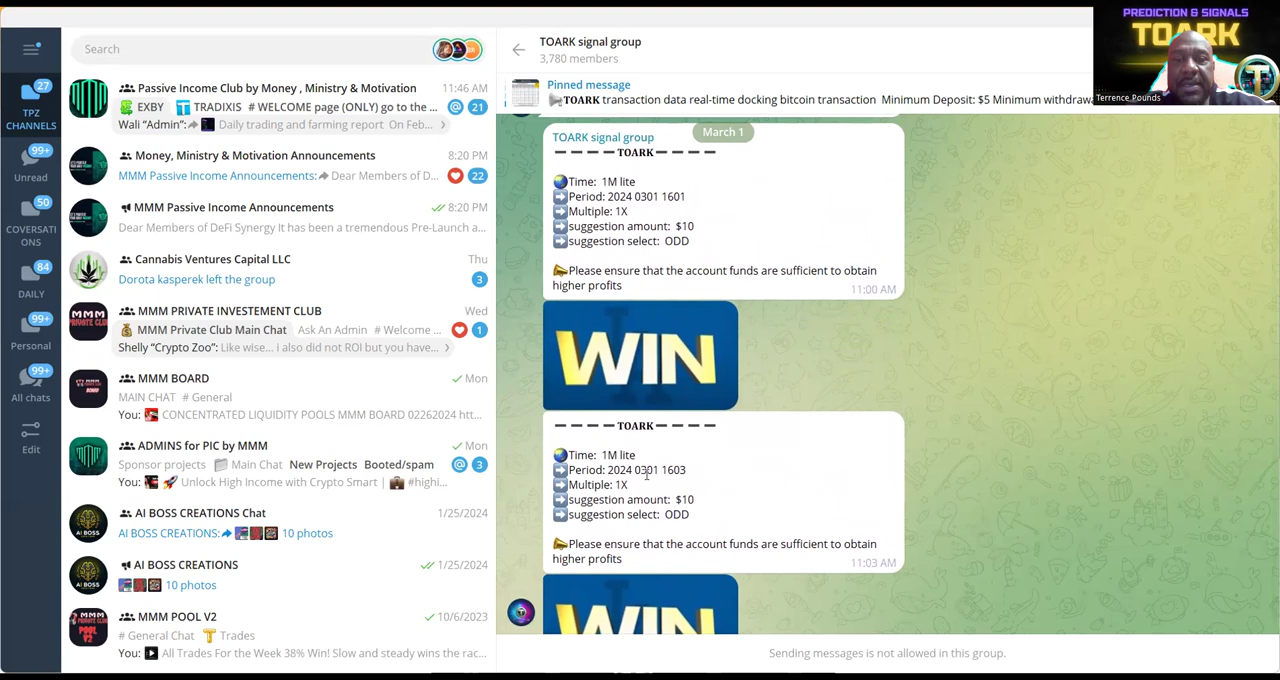 Search
27
TPZ
CHANNELS
99+
Unread
50
COVERSATI
ONS
84
DAILY
99+
Personal
99+
All chats
Edit
Passive Income Club by Money , Ministry & Motivation 11:46 AM
EXBY TRADIXIS # WELCOME page (ONLY) go to the ... @ 21
Wali “Admin”: Daily trading and farming report On Feb...
Money, Ministry & Motivation Announcements 8:20 PM
MMM Passive Income Announcements: Dear Members of D... 22
MMM Passive Income Announcements 8:20 PM
Dear Members of DeFi Synergy It has been a tremendous Pre-Launch a...
Cannabis Ventures Capital LLC Thu
Dorota kasperek left the group 3
MMM PRIVATE INVESTEMENT CLUB Wed
MMM Private Club Main Chat Ask An Admin # Welcome ... 1
Shelly “Crypto Zoo”: Like wise... i also did not ROI but you have...
MMM BOARD Mon
MAIN CHAT # General
You: CONCENTRATED LIQUIDITY POOLS MMM BOARD 02262024 htt...
ADMINS for PIC by MMM Mon
Sponsor projects Main Chat New Projects Booted/spam @ 3
You: Unlock High Income with Crypto Smart | #highi...
AI BOSS CREATIONS Chat 1/25/2024
AI BOSS CREATIONS: 10 photos
AI BOSS CREATIONS 1/25/2024
10 photos
MMM POOL V2 10/6/2023
# General Chat Trades
You: All Trades For the Week 38% Win! Slow and steady wins the rac...
TOARK signal group
3,780 members
Pinned message
TOARK transaction data real-time docking bitcoin transaction Minimum Deposit: $5 Minimum withdraw
March 1
TOARK signal group
— — — — TOARK — — — —
Time: 1M lite
Period: 2024 0301 1601
Multiple: 1X
suggestion amount: $10
suggestion select: ODD
Please ensure that the account funds are sufficient to obtain
higher profits
11:00 AM
WIN
— — — — TOARK — — — —
Time: 1M lite
Period: 2024 0301 1603
Multiple: 1X
suggestion amount: $10
suggestion select: ODD
Please ensure that the account funds are sufficient to obtain
higher profits
11:03 AM
WIN
Sending messages is not allowed in this group.
PREDICTION & SIGNALS
TOARK
Terrence Pounds